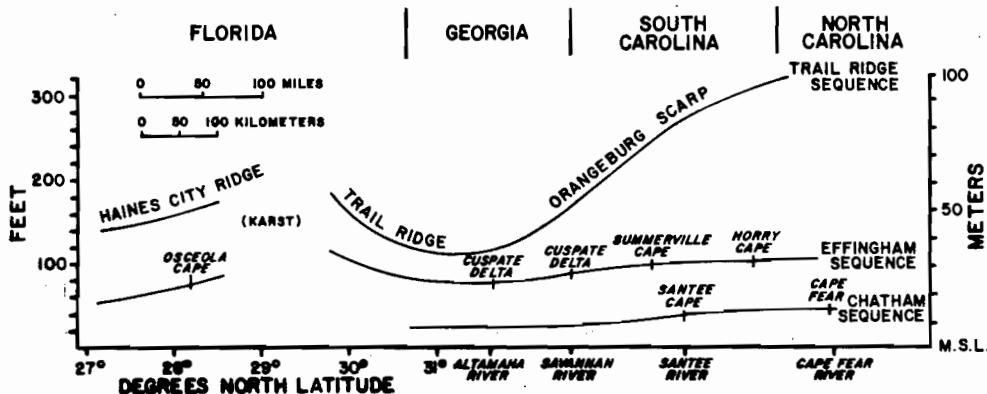 FLORIDA
GEORGIA
SOUTH
CAROLINA
NORTH
CAROLINA
0 50 100 MILES
0 50 100 KILOMETERS
TRAIL RIDGE
SEQUENCE
100
300
200
100
FEET
50
METERS
HAINES CITY RIDGE
(KARST)
TRAIL RIDGE
ORANGEBURG SCARP
OSCEOLA
CAPE
CUSPATE
DELTA
CUSPATE
DELTA
SUMMERVILLE
CAPE
HORRY
CAPE
EFFINGHAM
SEQUENCE
SANTEE
CAPE
CAPE
FEAR
CHATHAM
SEQUENCE
M.S.L.
27° 28° 29° 30° 31°
ALTAMAHA
RIVER
SAVANNAH
RIVER
SANTEE
RIVER
CAPE FEAR
RIVER
DEGREES NORTH LATITUDE